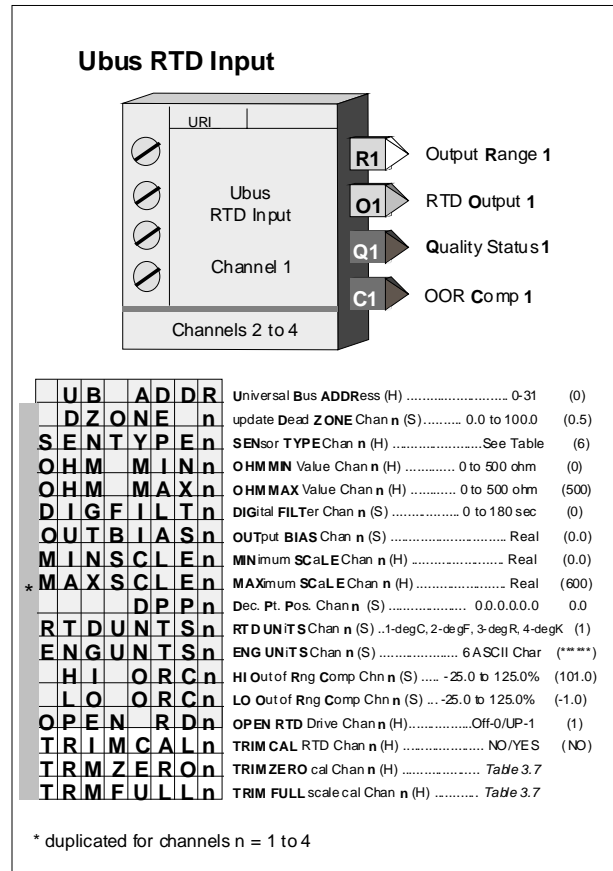 Ubus RTD Input
URI
Ubus
RTD Input
Channel 1
Channels 2 to 4
R1 Output Range 1
O1 RTD Output 1
Q1 Quality Status 1
C1 OOR Comp 1
UB ADDR Universal Bus ADDRess (H) ........................ 0-31 (0)
DZONE n update Dead ZONE Chan n (S) .......... 0.0 to 100.0 (0.5)
SENTYPEn SENsor TYPE Chan n (H) ........................See Table (6)
OHM MINn OHM MIN Value Chan n (H) ............ 0 to 500 ohm (0)
OHM MAXn OHM MAX Value Chan n (H) ............ 0 to 500 ohm (500)
DIGFILTn DIGital FILTer Chan n (S) ............ 0 to 180 sec (0)
OUTBIASn OUTput BIAS Chan n (S) ............................ Real (0.0)
MINSCLEn MINimum SCaLE Chan n (H) ...................... Real (0.0)
MAXSCLEn MAXimum SCaLE Chan n (H) ..................... Real (600)
DPPn Dec. Pt. Pos. Chan n (S) ..................... 0.0.0.0.0.0 0.0
RTDUNTSn RTD UNiTS Chan n (S) ..1-degC, 2-degF, 3-degR, 4-degK (1)
ENGUNTSn ENG UNiTS Chan n (S) ..................... 6 ASCII Char (******)
HI ORCn HI Out of Rng Comp Chn n (S) ..... -25.0 to 125.0% (101.0)
LO ORCn LO Out of Rng Comp Chn n (S) ... -25.0 to 125.0% (-1.0)
OPEN RDn OPEN RTD Drive Chan n (H)................Off-0/UP-1 (1)
TRIMCALn TRIM CAL RTD Chan n (H) ..................... NO/YES (NO)
TRMZEROn TRIM ZERO cal Chan n (H) ..................... Table 3.7
TRMFULLn TRIM FULL scale cal Chan n (H) ........... Table 3.7
*
* duplicated for channels n = 1 to 4